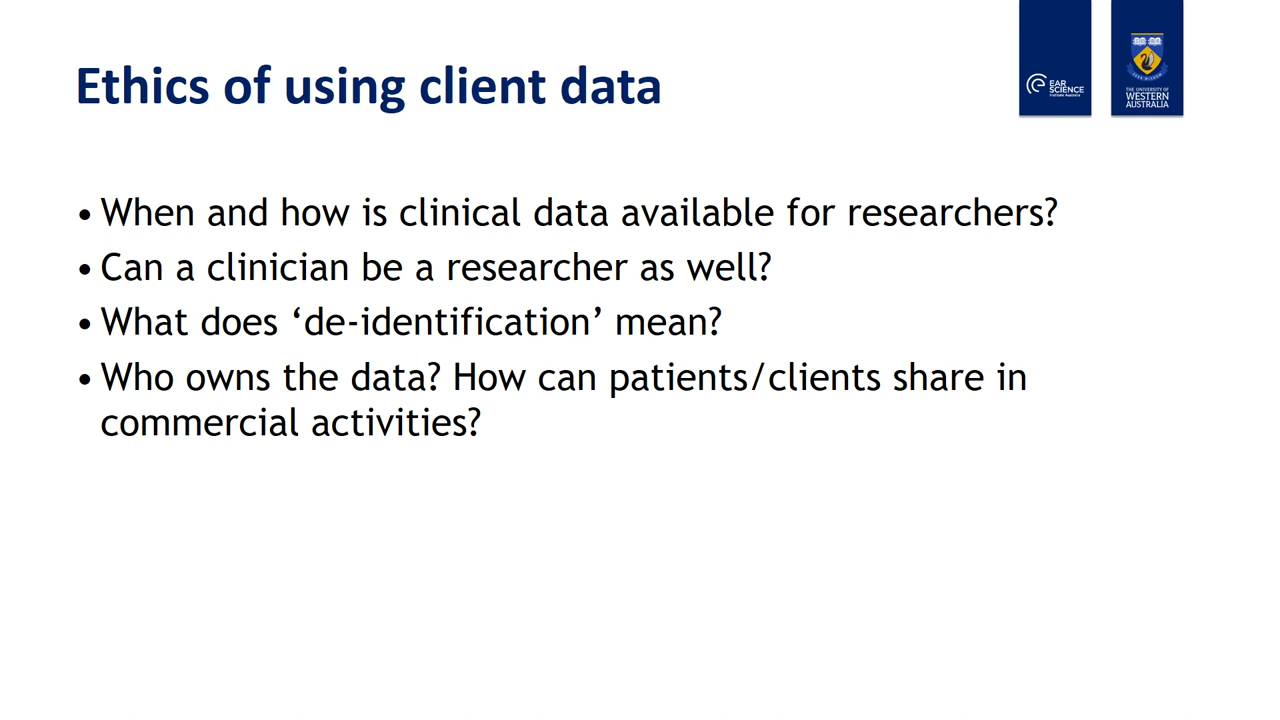 Ethics of using client data
EAR
SCIENCE
Institute Australia
THE UNIVERSITY OF
WESTERN
AUSTRALIA
• When and how is clinical data available for researchers?
• Can a clinician be a researcher as well?
• What does ‘de-identification’ mean?
• Who owns the data? How can patients/clients share in
commercial activities?